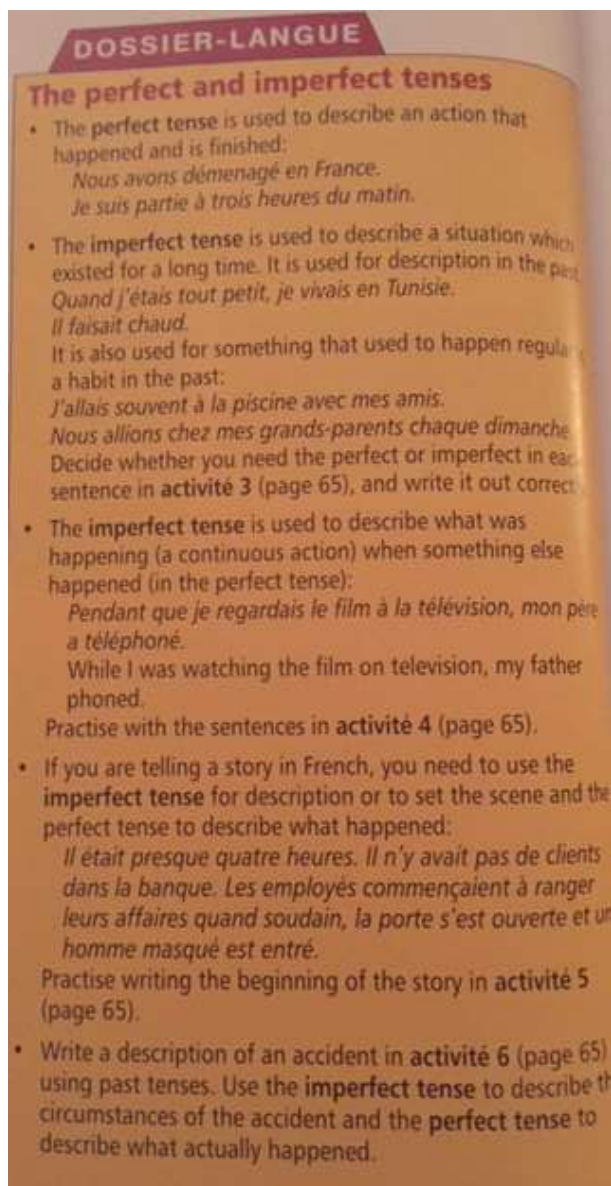 DOSSIER-LANGUE
The perfect and imperfect tenses
• The perfect tense is used to describe an action that
happened and is finished:
Nous avons démenagé en France.
Je suis partie à trois heures du matin.
• The imperfect tense is used to describe a situation which
existed for a long time. It is used for description in the past
Quand j'étais tout petit, je vivais en Tunisie.
Il faisait chaud.
It is also used for something that used to happen regula
a habit in the past:
J'allais souvent à la piscine avec mes amis.
Nous allions chez mes grands-parents chaque dimanche
Decide whether you need the perfect or imperfect in eac
sentence in activité 3 (page 65), and write it out correct
• The imperfect tense is used to describe what was
happening (a continuous action) when something else
happened (in the perfect tense):
Pendant que je regardais le film à la télévision, mon père
a téléphoné.
While I was watching the film on television, my father
phoned.
Practise with the sentences in activité 4 (page 65).
• If you are telling a story in French, you need to use the
imperfect tense for description or to set the scene and the
perfect tense to describe what happened:
Il était presque quatre heures. Il n'y avait pas de clients
dans la banque. Les employés commençaient à ranger
leurs affaires quand soudain, la porte s'est ouverte et un
homme masqué est entré.
Practise writing the beginning of the story in activité 5
(page 65).
• Write a description of an accident in activité 6 (page 65)
using past tenses. Use the imperfect tense to describe th
circumstances of the accident and the perfect tense to
describe what actually happened.